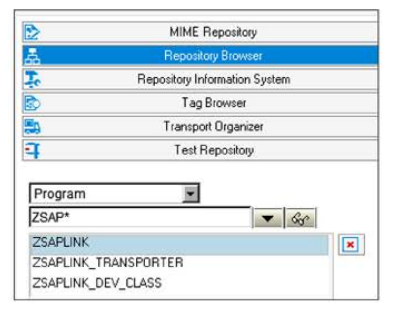 MIME Repository
Repository Browser
Repository Information System
Tag Browser
Transport Organizer
Test Repository
Program
ZSAP*
ZSAPLINK
ZSAPLINK_TRANSPORTER
ZSAPLINK_DEV_CLASS